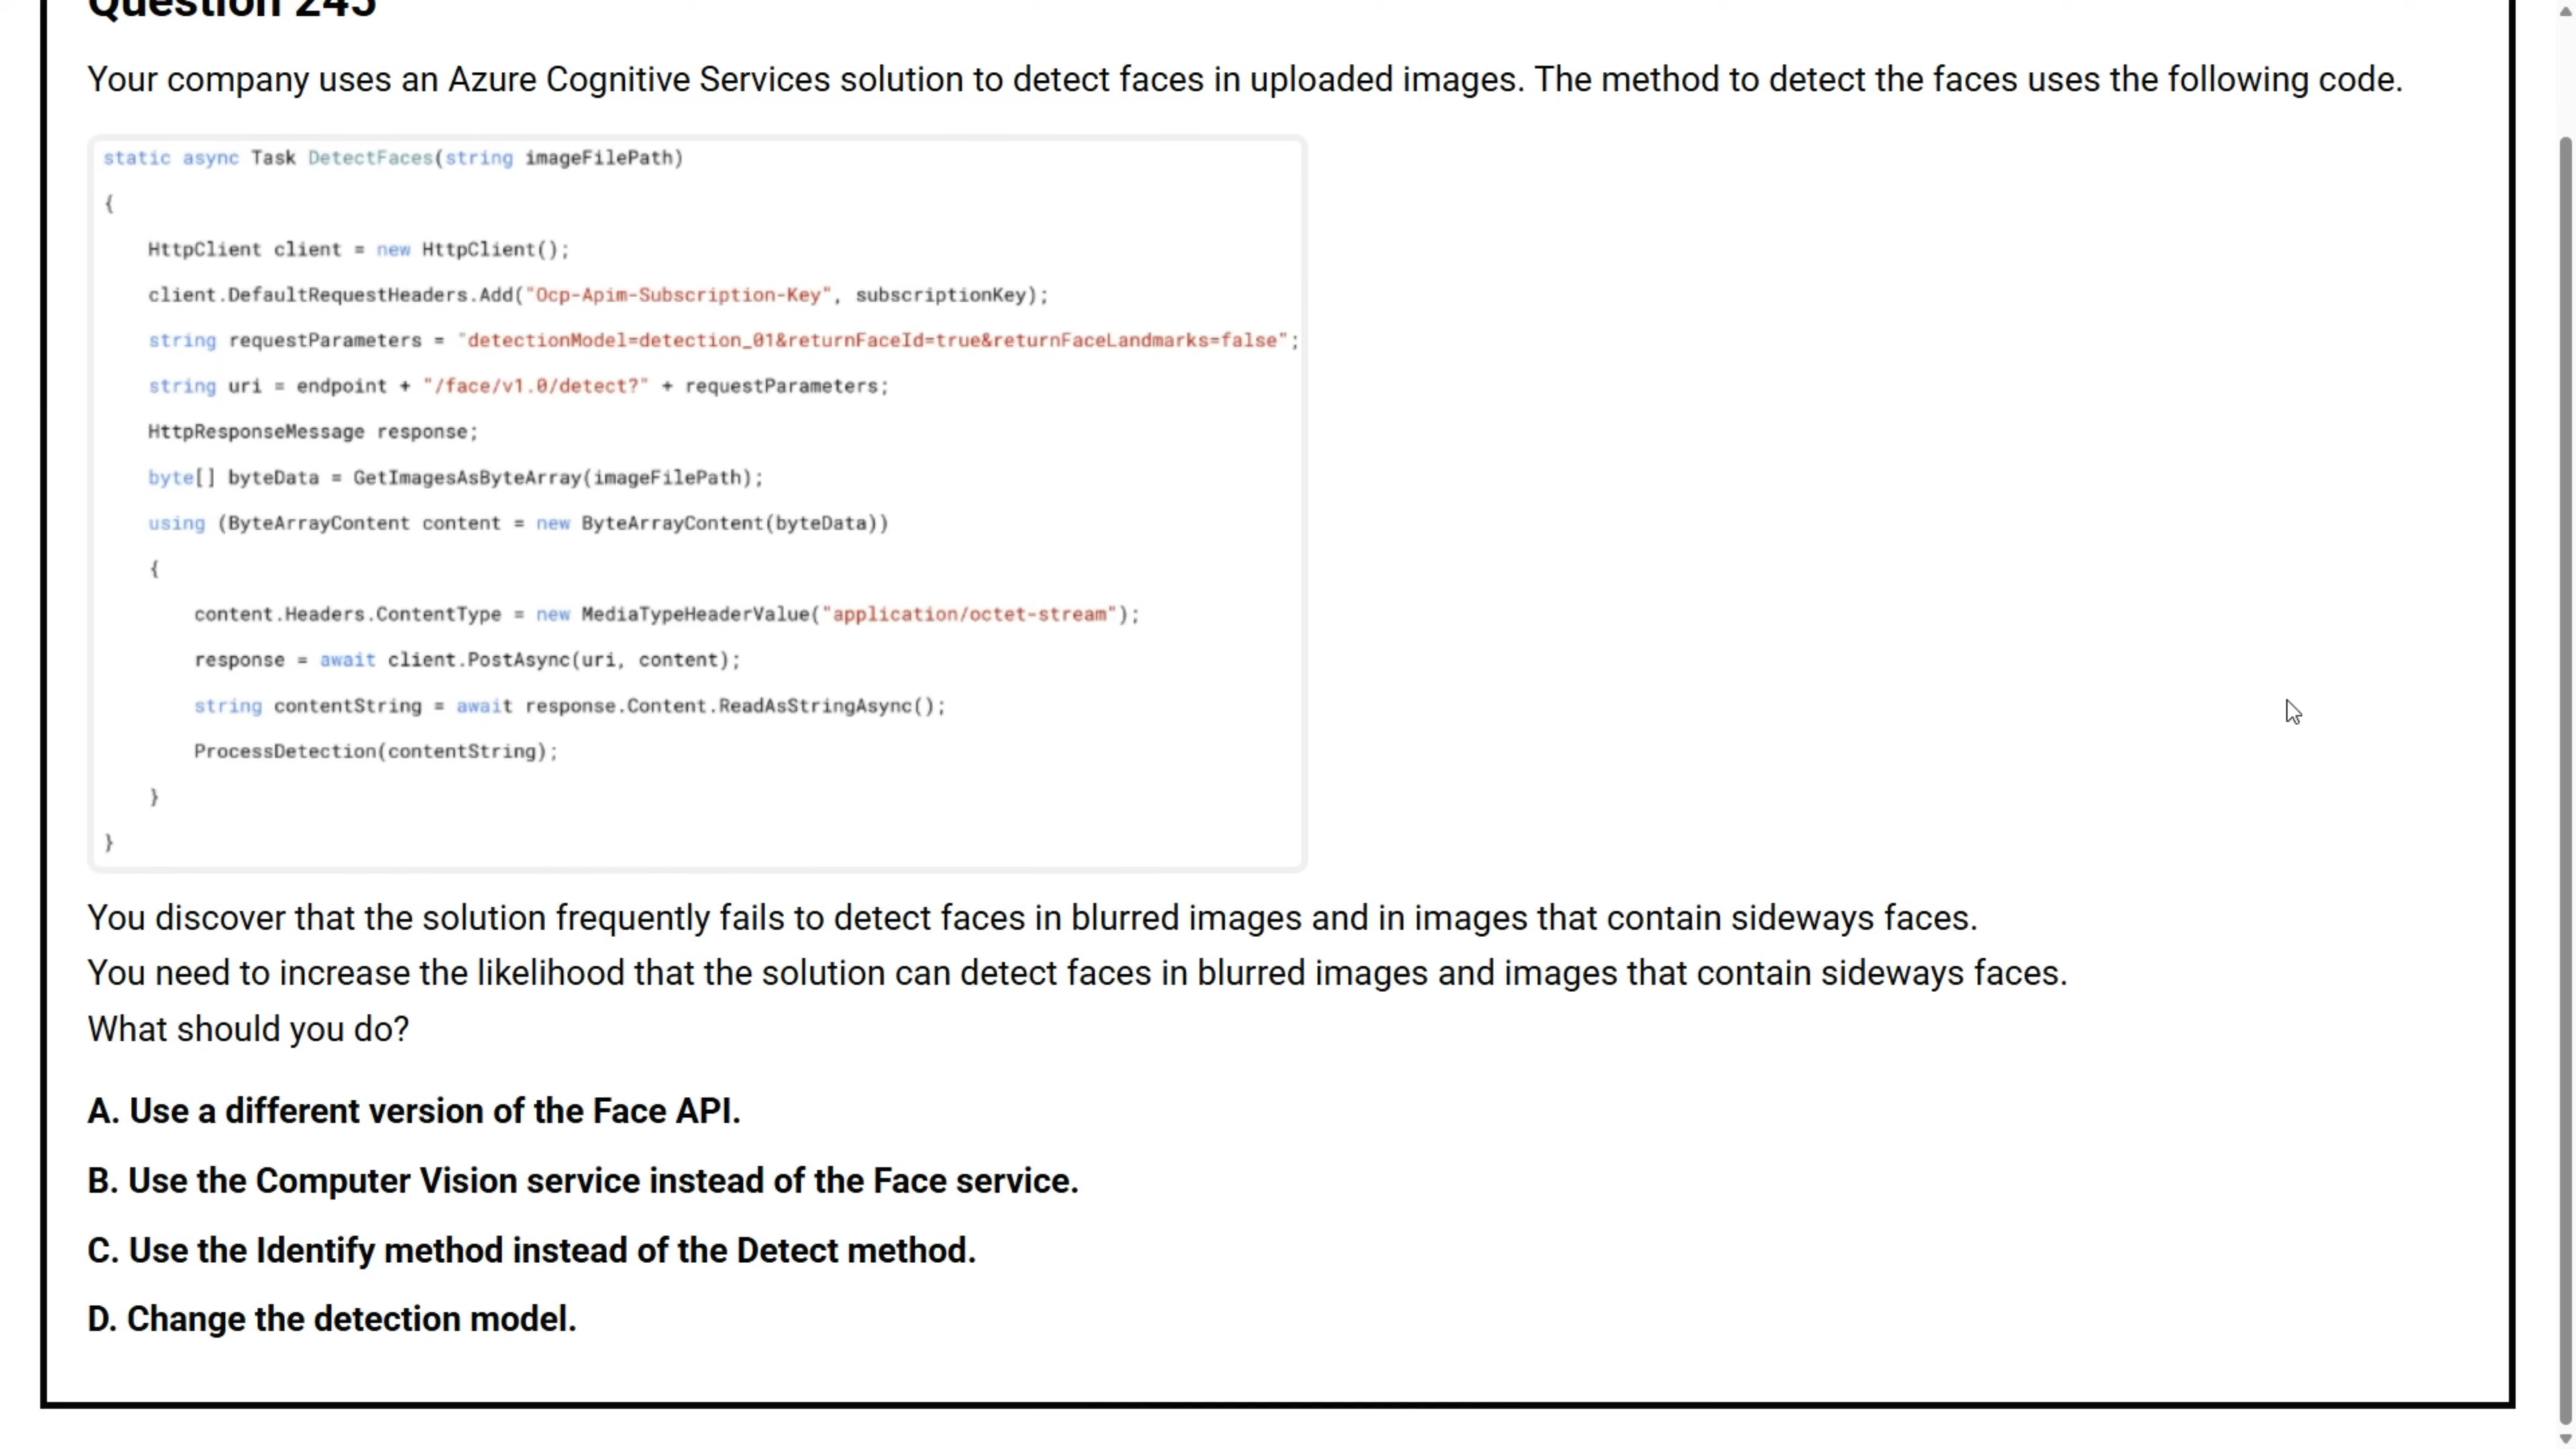 Question 245
Your company uses an Azure Cognitive Services solution to detect faces in uploaded images. The method to detect the faces uses the following code.
static async Task DetectFaces(string imageFilePath)
{
HttpClient client = new HttpClient();
client.DefaultRequestHeaders.Add("Ocp-Apim-Subscription-Key", subscriptionKey);
string requestParameters = "detectionModel=detection_01&returnFaceId=true&returnFaceLandmarks=false";
string uri = endpoint + "/face/v1.0/detect?" + requestParameters;
HttpResponseMessage response;
byte[] byteData = GetImagesAsByteArray(imageFilePath);
using (ByteArrayContent content = new ByteArrayContent(byteData))
{
content.Headers.ContentType = new MediaTypeHeaderValue("application/octet-stream");
response = await client.PostAsync(uri, content);
string contentString = await response.Content.ReadAsStringAsync();
ProcessDetection(contentString);
}
}
You discover that the solution frequently fails to detect faces in blurred images and in images that contain sideways faces.
You need to increase the likelihood that the solution can detect faces in blurred images and images that contain sideways faces.
What should you do?
A. Use a different version of the Face API.
B. Use the Computer Vision service instead of the Face service.
C. Use the Identify method instead of the Detect method.
D. Change the detection model.